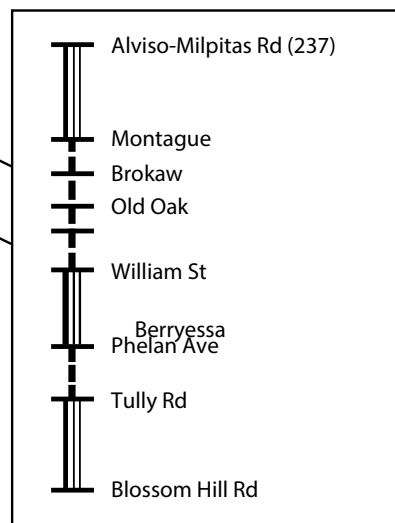 Alviso-Milpitas Rd (237)
Montague
Brokaw
Old Oak
William St
Berryessa
Phelan Ave
Tully Rd
Blossom Hill Rd